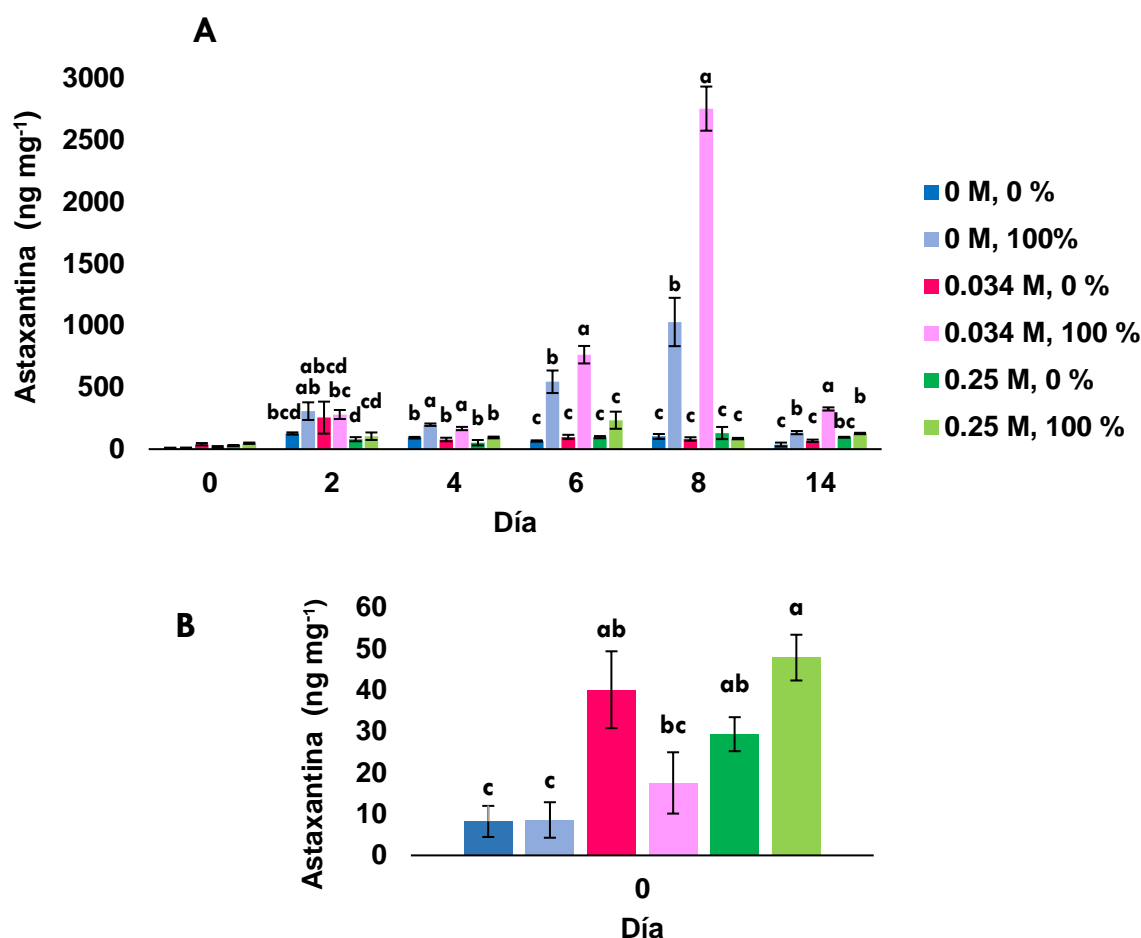 A
Astaxantina (ng mg⁻¹)
3000
2500
2000
1500
1000
500
0
bcd ab abcd bc d cd
b a b a b b
c b c a c c
c b c a c c
c b c a bc b
0 2 4 6 8 14
Día
0 M, 0 %
0 M, 100%
0.034 M, 0 %
0.034 M, 100 %
0.25 M, 0 %
0.25 M, 100 %
B
Astaxantina (ng mg⁻¹)
60
50
40
30
20
10
0
c c ab bc ab a
0
Día